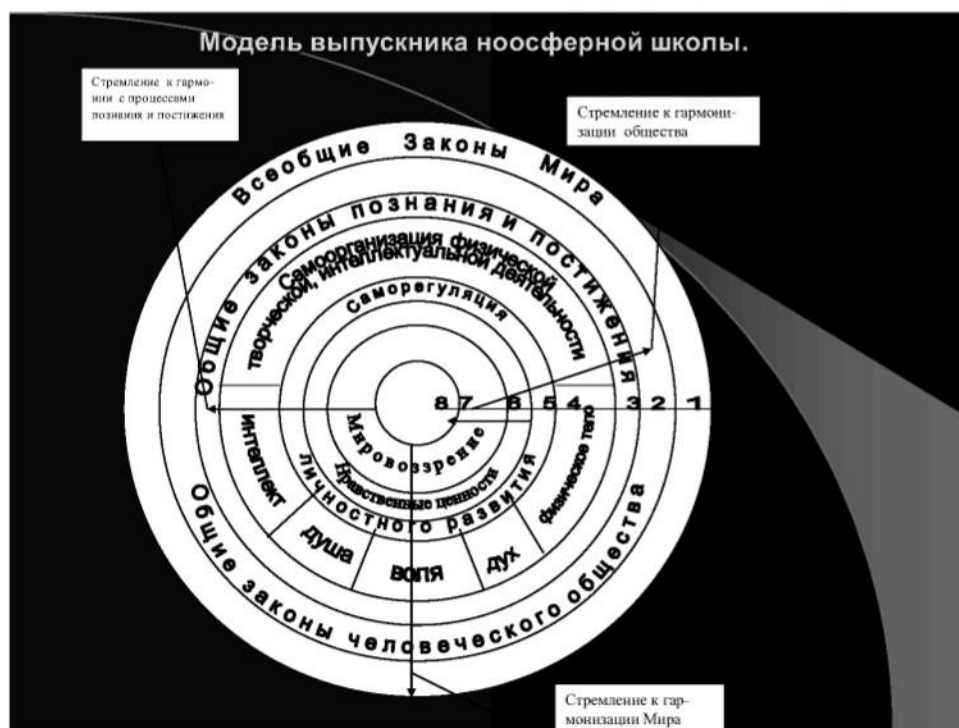 Модель выпускника ноосферной школы.
Стремление к гармо-
нии с процессами
познания и постижения
Стремление к гармони-
зации общества
Всеобщие Законы Мира
Общие законы познания и постижения
Самоорганизация физической
творческой, интеллектуальной деятельности
Саморегуляция
8 7 6 5 4 3 2 1
Мировоззрение
Нравственные ценности
личностного развития
интеллект
душа
воля
дух
физическое тело
Общие законы человеческого общества
Стремление к гар-
монизации Мира